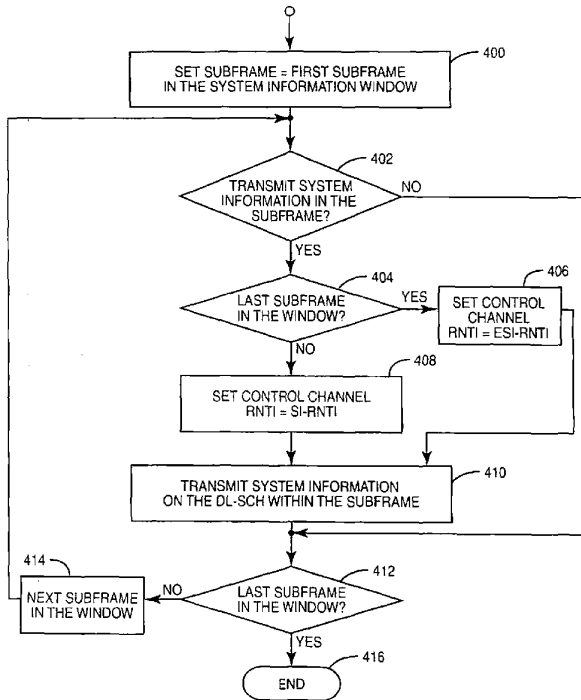 400
SET SUBFRAME = FIRST SUBFRAME
IN THE SYSTEM INFORMATION WINDOW
402
TRANSMIT SYSTEM
INFORMATION IN THE
SUBFRAME?
NO
YES
404
LAST SUBFRAME
IN THE WINDOW?
YES
406
SET CONTROL
CHANNEL
RNTI = ESI-RNTI
NO
408
SET CONTROL CHANNEL
RNTI = SI-RNTI
410
TRANSMIT SYSTEM INFORMATION
ON THE DL-SCH WITHIN THE SUBFRAME
412
LAST SUBFRAME
IN THE WINDOW?
NO
414
NEXT SUBFRAME
IN THE WINDOW
YES
416
END